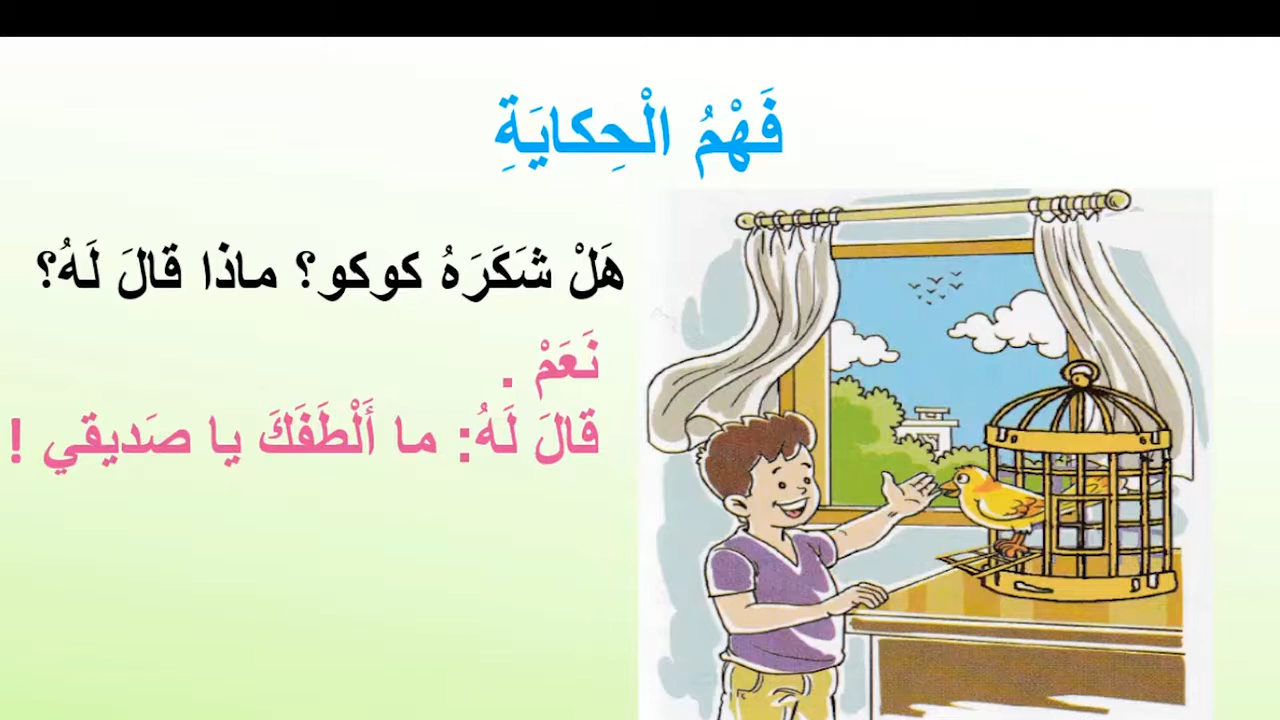 فَهْمُ الْحِكايَةِ
هَلْ شَكَرَهُ كوكو؟ ماذا قالَ لَهُ؟
نَعَمْ .
قالَ لَهُ: ما أَلْطَفَكَ يا صَديقي !